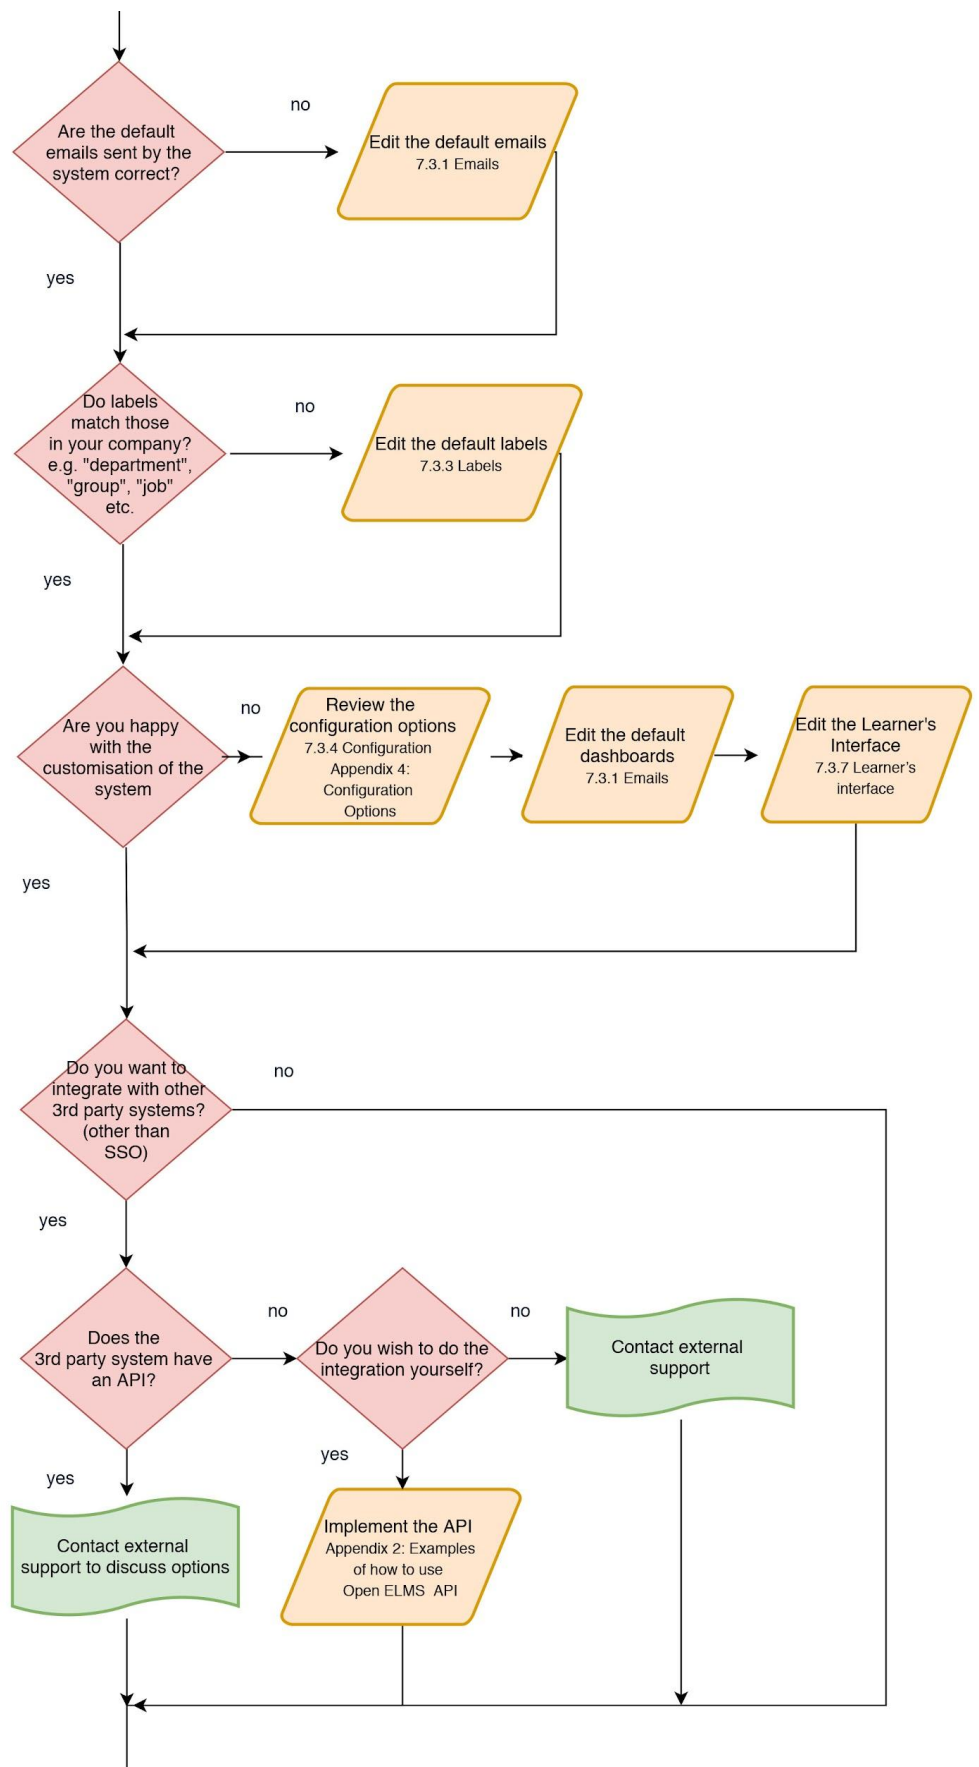 Are the default
emails sent by the
system correct?
no
Edit the default emails
7.3.1 Emails
yes
Do labels
match those
in your company?
e.g. "department",
"group", "job"
etc.
no
Edit the default labels
7.3.3 Labels
yes
Are you happy
with the
customisation of the
system
no
Review the
configuration options
7.3.4 Configuration
Appendix 4:
Configuration
Options
Edit the default
dashboards
7.3.1 Emails
Edit the Learner's
Interface
7.3.7 Learner’s
interface
yes
Do you want to
integrate with other
3rd party systems?
(other than
SSO)
no
yes
Does the
3rd party system have
an API?
no
Do you wish to do the
integration yourself?
no
Contact external
support
yes
Contact external
support to discuss options
yes
Implement the API
Appendix 2: Examples
of how to use
Open ELMS API